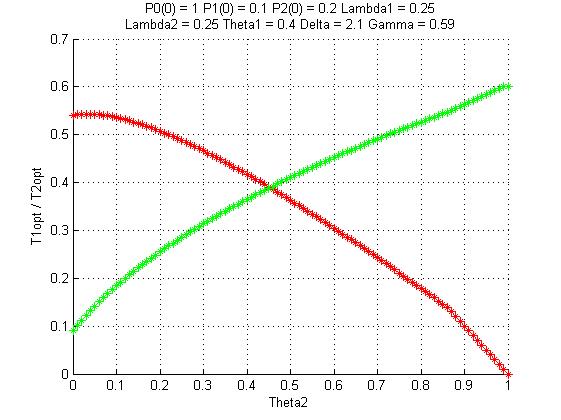 P0(0) = 1 P1(0) = 0.1 P2(0) = 0.2 Lambda1 = 0.25
Lambda2 = 0.25 Theta1 = 0.4 Delta = 2.1 Gamma = 0.59
0.7
0.6
0.5
0.4
0.3
0.2
0.1
0
T1opt / T2opt
0 0.1 0.2 0.3 0.4 0.5 0.6 0.7 0.8 0.9 1
Theta2